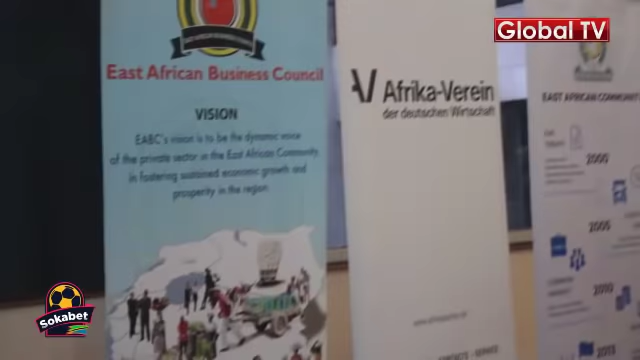 Global TV
East African Business Council
VISION
EABC's vision is to be the dynamic voice
of the private sector in the East African Community
in fostering sustained economic growth and
prosperity in the region
Afrika-Verein
der deutschen Wirtschaft
EAST AFRICAN COMMUNITY
2000
2005
2010
Sokabet